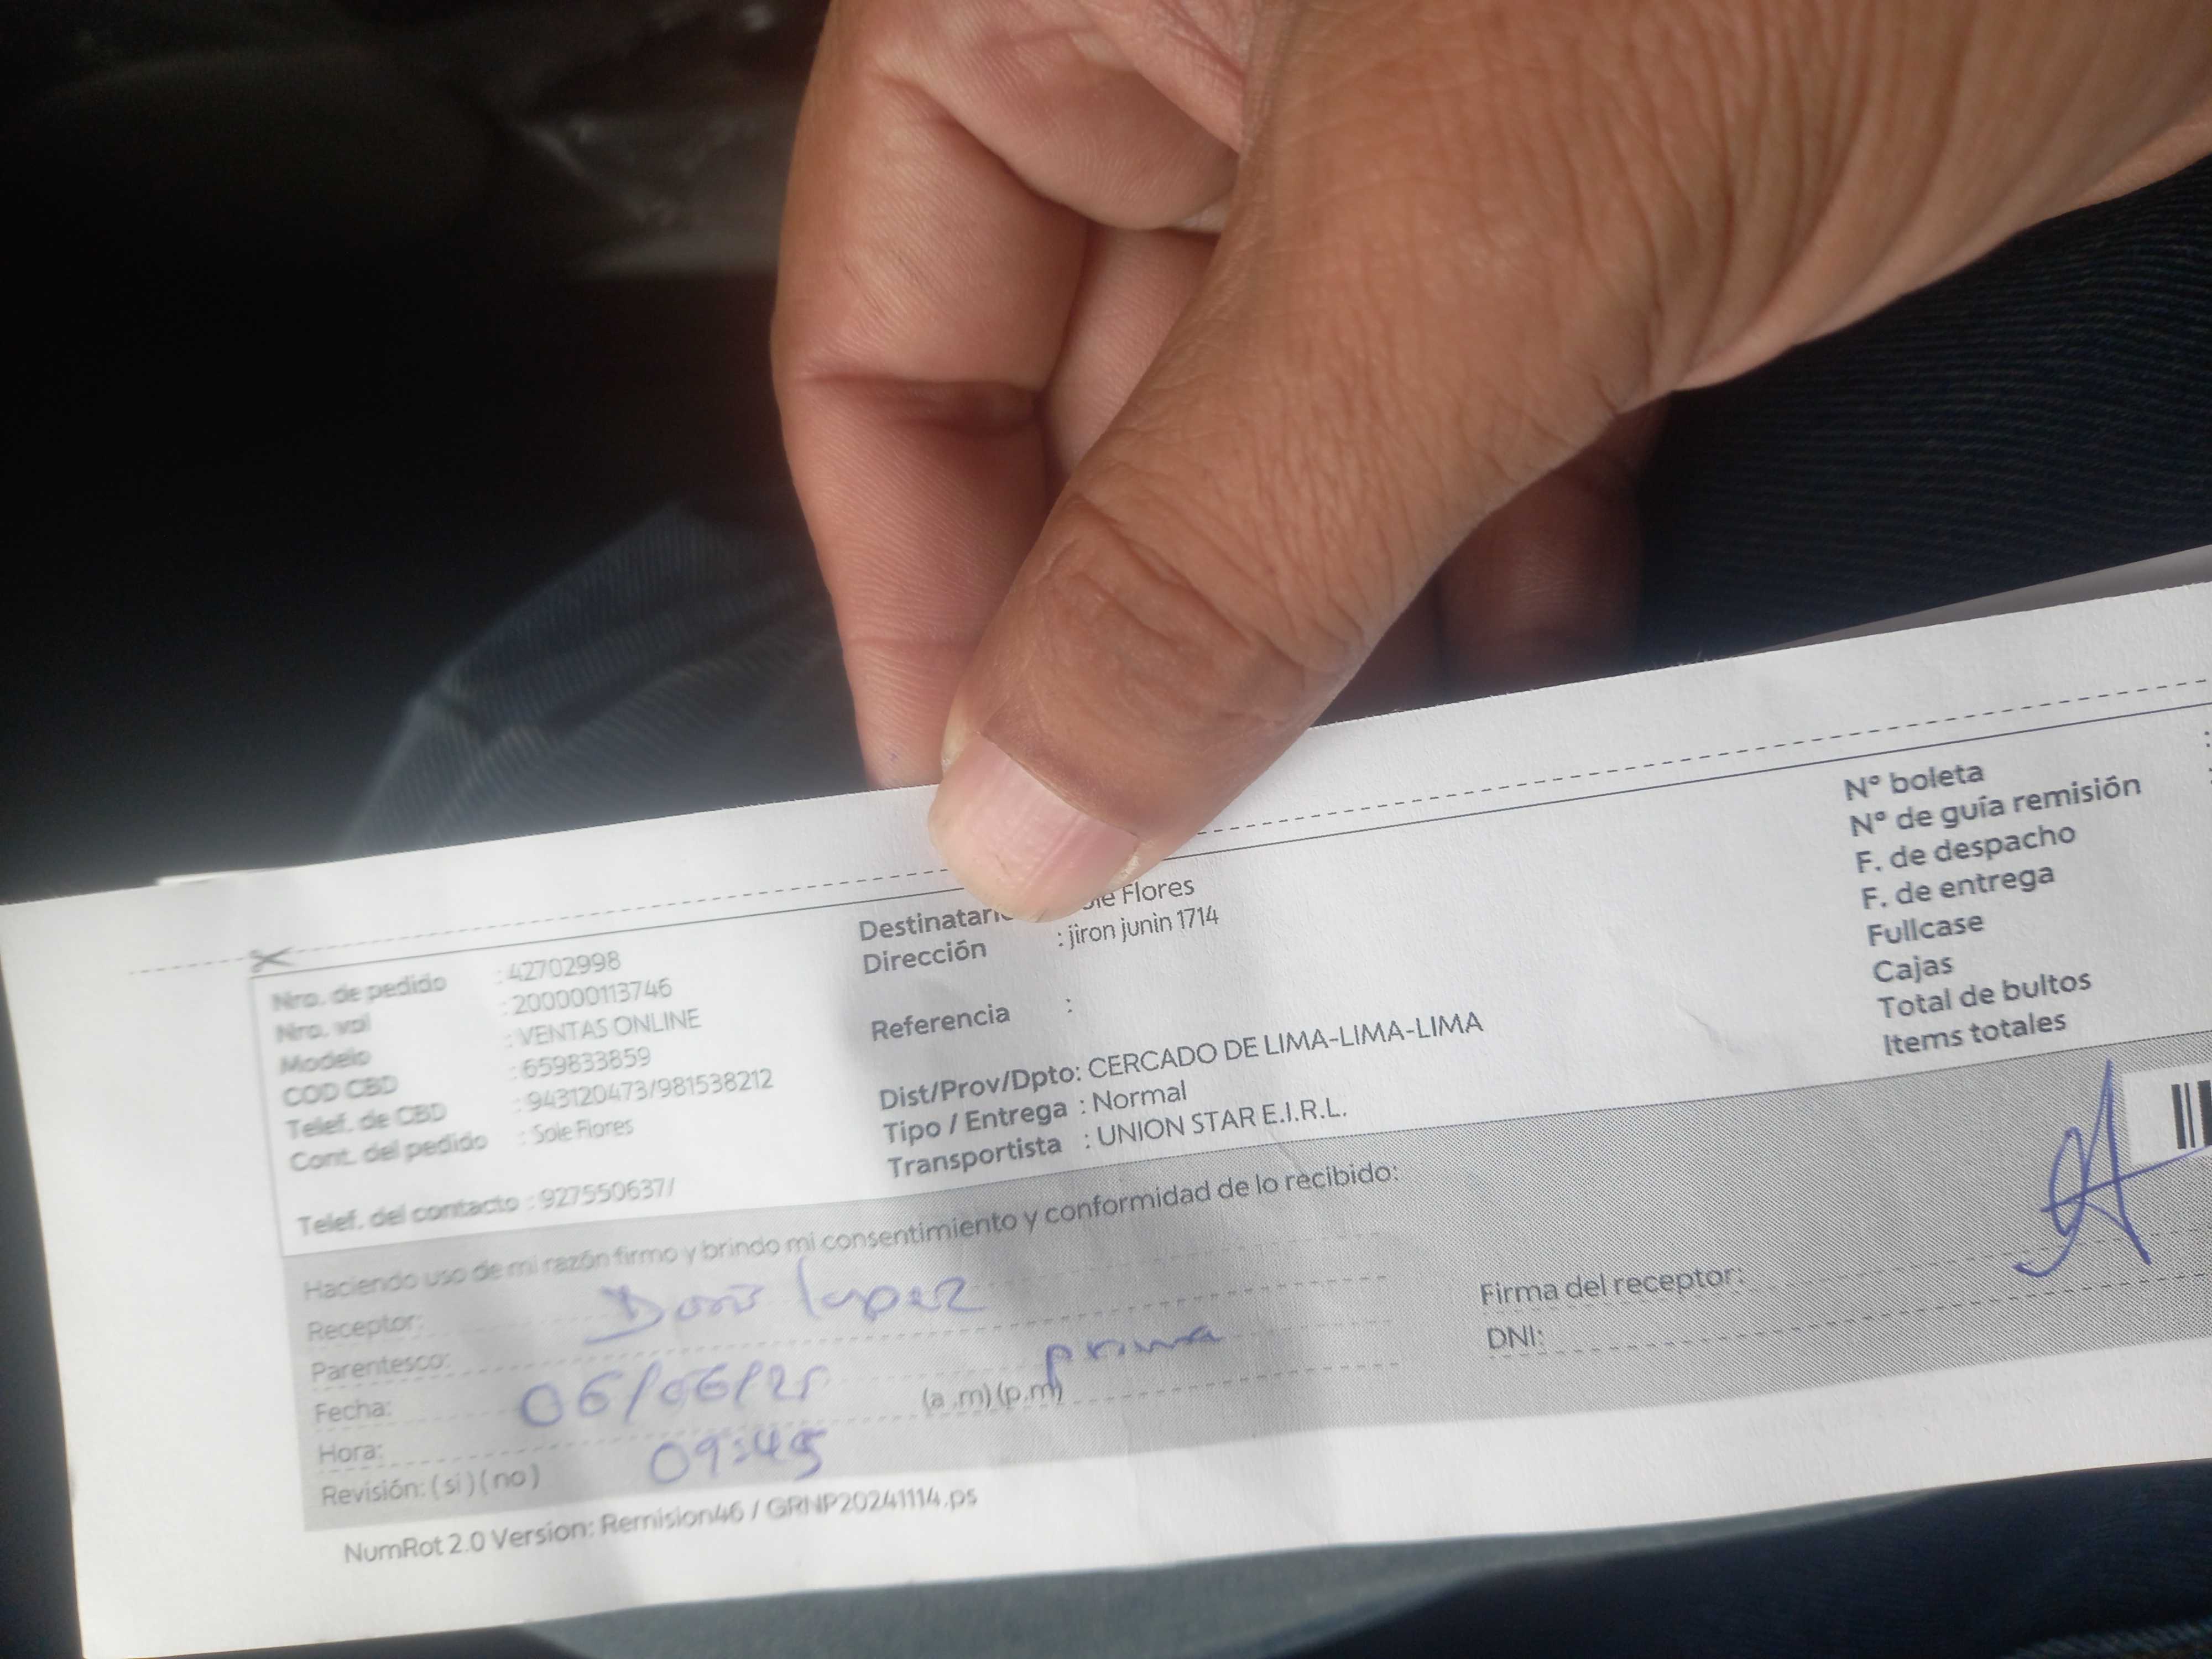 Nro. de pedido : 42702998
Nro. val : 200000113746
Modelo : VENTAS ONLINE
COD CBD : 659833859
Telef. de CBD : 943120473/981538212
Cont. del pedido : Sole Flores
Telef. del contacto : 927550637/
Flores
Dirección : jiron junin 1714
Referencia :
Dist/Prov/Dpto: CERCADO DE LIMA-LIMA-LIMA
Tipo / Entrega : Normal
Transportista : UNION STAR E.I.R.L.
N° boleta :
N° de guía remisión :
F. de despacho
F. de entrega
Fullcase
Cajas
Total de bultos
Items totales
Haciendo uso de mi razón firmo y brindo mi consentimiento y conformidad de lo recibido:
Receptor: Doris lopez
Parentesco: prima
Fecha: 06/06/25 (a.m)(p.m)
Hora: 09:45
Revisión: ( si ) ( no )
Firma del receptor:
DNI:
NumRot 2.0 Version: Remision46 / GRNP20241114.ps